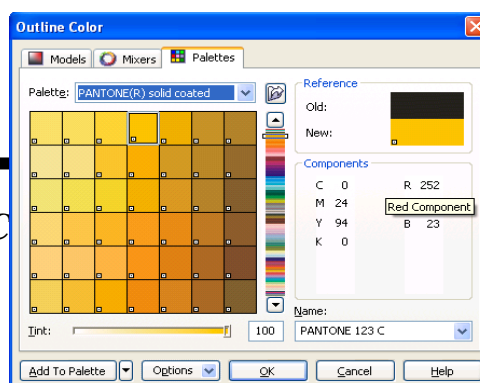 Outline Color
Models Mixers Palettes
Palette: PANTONE(R) solid coated
Reference
Old:
New:
Components
C 0 R 252
M 24 Red Component
Y 94 B 23
K 0
Name:
Tint: 100 PANTONE 123 C
Add To Palette Options OK Cancel Help